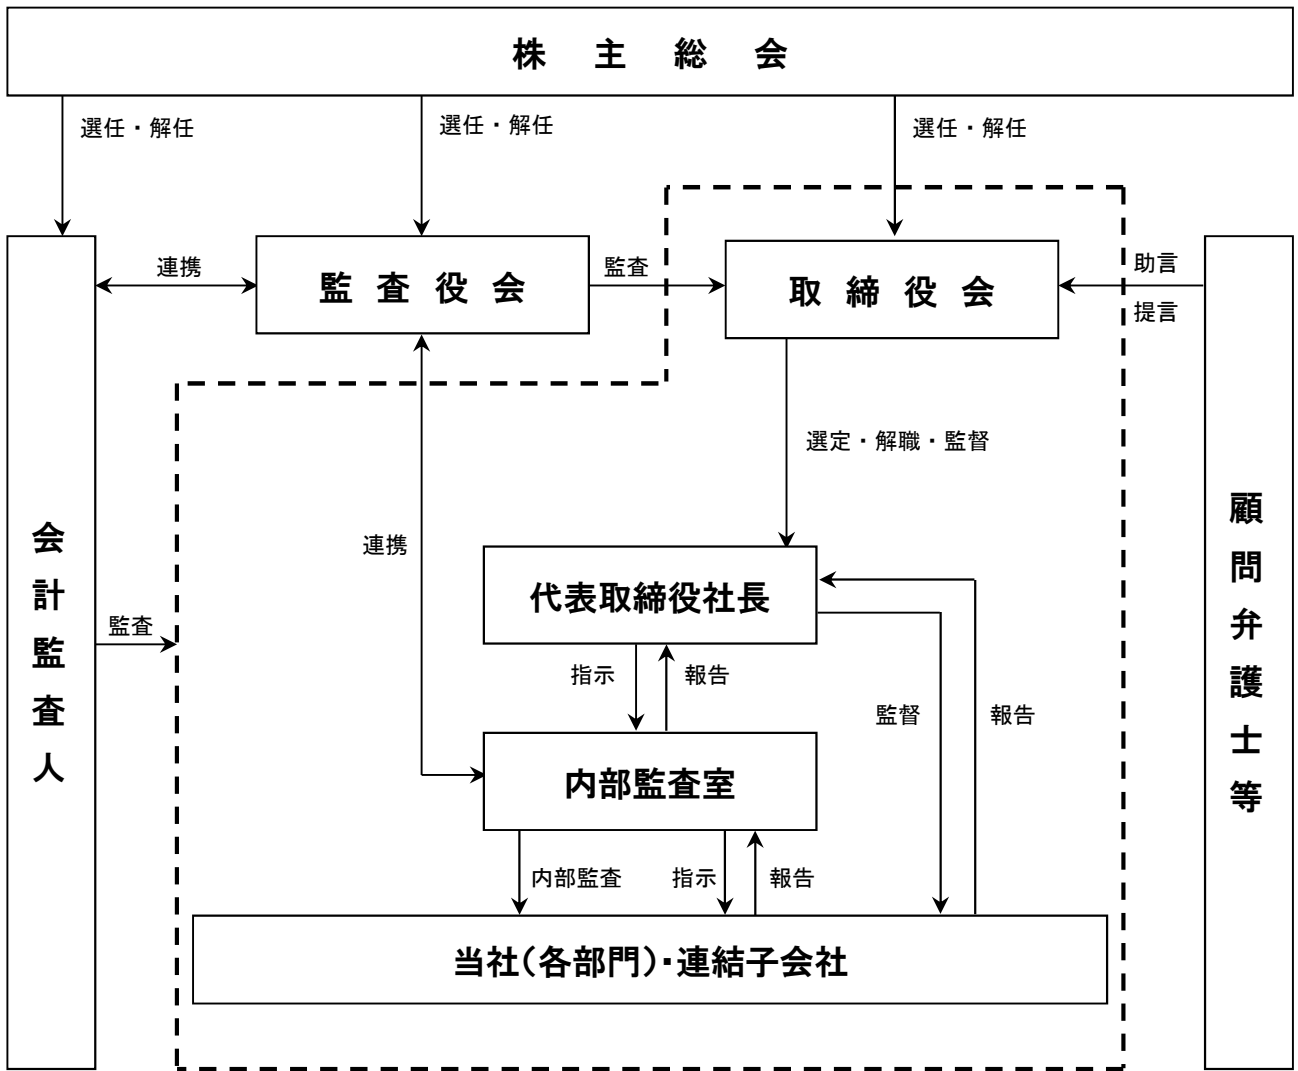 株主総会
選任・解任
選任・解任
選任・解任
連携
監査役会
監査
取締役会
助言
提言
選定・解職・監督
会計監査人
顧問弁護士等
連携
代表取締役社長
監査
指示
報告
監督
報告
内部監査室
内部監査
指示
報告
当社(各部門)・連結子会社